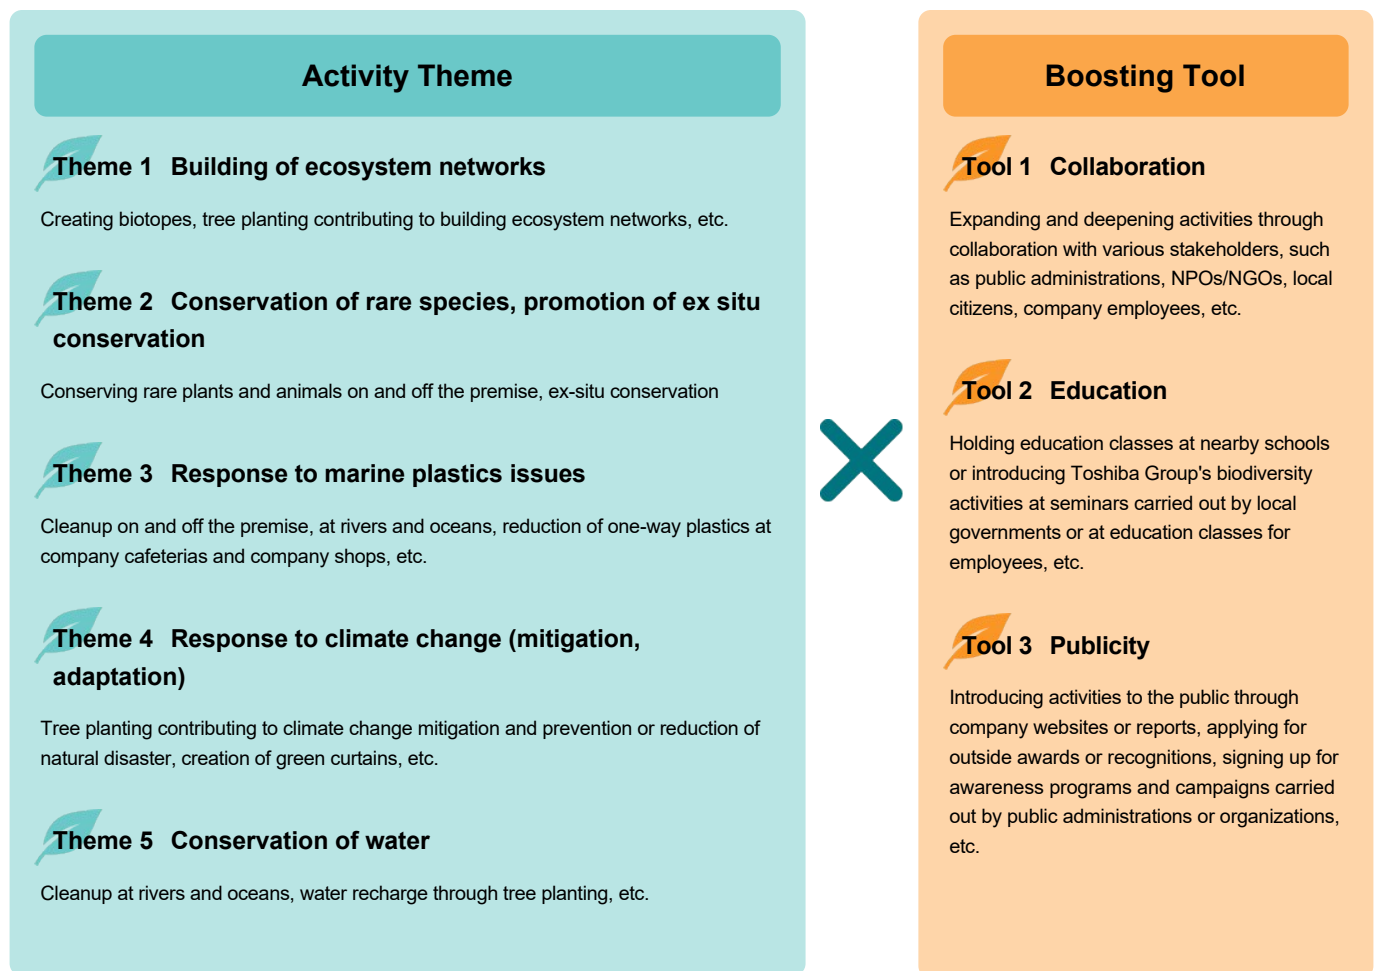 Activity Theme
Theme 1 Building of ecosystem networks
Creating biotopes, tree planting contributing to building ecosystem networks, etc.
Theme 2 Conservation of rare species, promotion of ex situ
conservation
Conserving rare plants and animals on and off the premise, ex-situ conservation
Theme 3 Response to marine plastics issues
Cleanup on and off the premise, at rivers and oceans, reduction of one-way plastics at
company cafeterias and company shops, etc.
Theme 4 Response to climate change (mitigation,
adaptation)
Tree planting contributing to climate change mitigation and prevention or reduction of
natural disaster, creation of green curtains, etc.
Theme 5 Conservation of water
Cleanup at rivers and oceans, water recharge through tree planting, etc.
Boosting Tool
Tool 1 Collaboration
Expanding and deepening activities through
collaboration with various stakeholders, such
as public administrations, NPOs/NGOs, local
citizens, company employees, etc.
Tool 2 Education
Holding education classes at nearby schools
or introducing Toshiba Group's biodiversity
activities at seminars carried out by local
governments or at education classes for
employees, etc.
Tool 3 Publicity
Introducing activities to the public through
company websites or reports, applying for
outside awards or recognitions, signing up for
awareness programs and campaigns carried
out by public administrations or organizations,
etc.